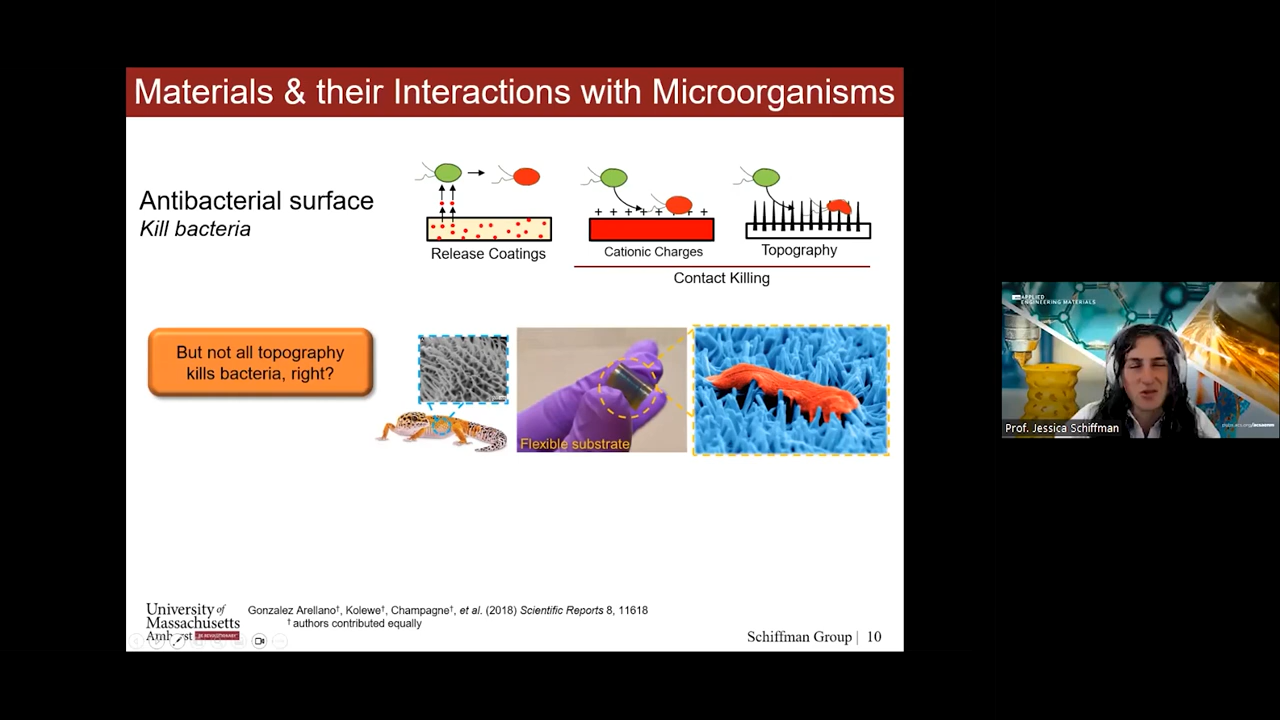 Materials & their Interactions with Microorganisms
Antibacterial surface
Kill bacteria
+ + + + + + + +
Release Coatings
Cationic Charges
Topography
Contact Killing
But not all topography
kills bacteria, right?
Flexible substrate
APPLIED
ENGINEERING MATERIALS
Prof. Jessica Schiffman
University of
Massachusetts
Amherst
Gonzalez Arellano†, Kolewe†, Champagne†, et al. (2018) Scientific Reports 8, 11618
† authors contributed equally
Schiffman Group | 10